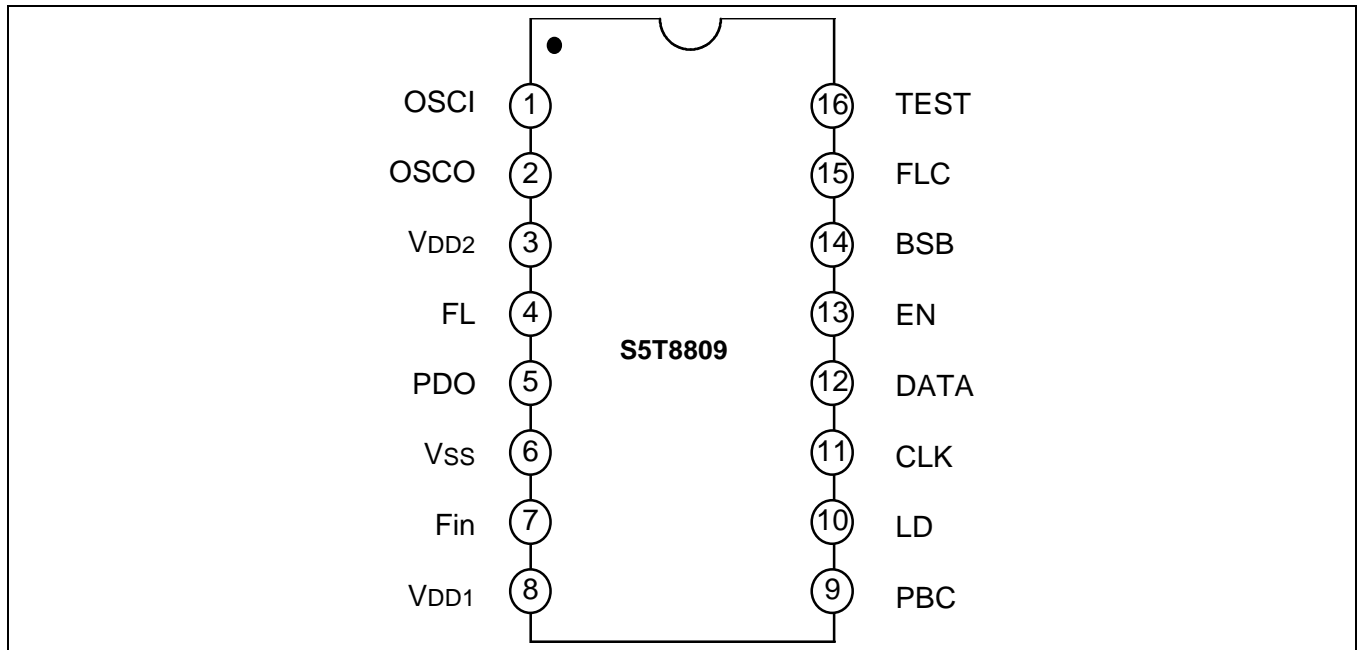 OSCI 1 16 TEST
OSCO 2 15 FLC
VDD2 3 14 BSB
FL 4 13 EN
S5T8809
PDO 5 12 DATA
VSS 6 11 CLK
Fin 7 10 LD
VDD1 8 9 PBC